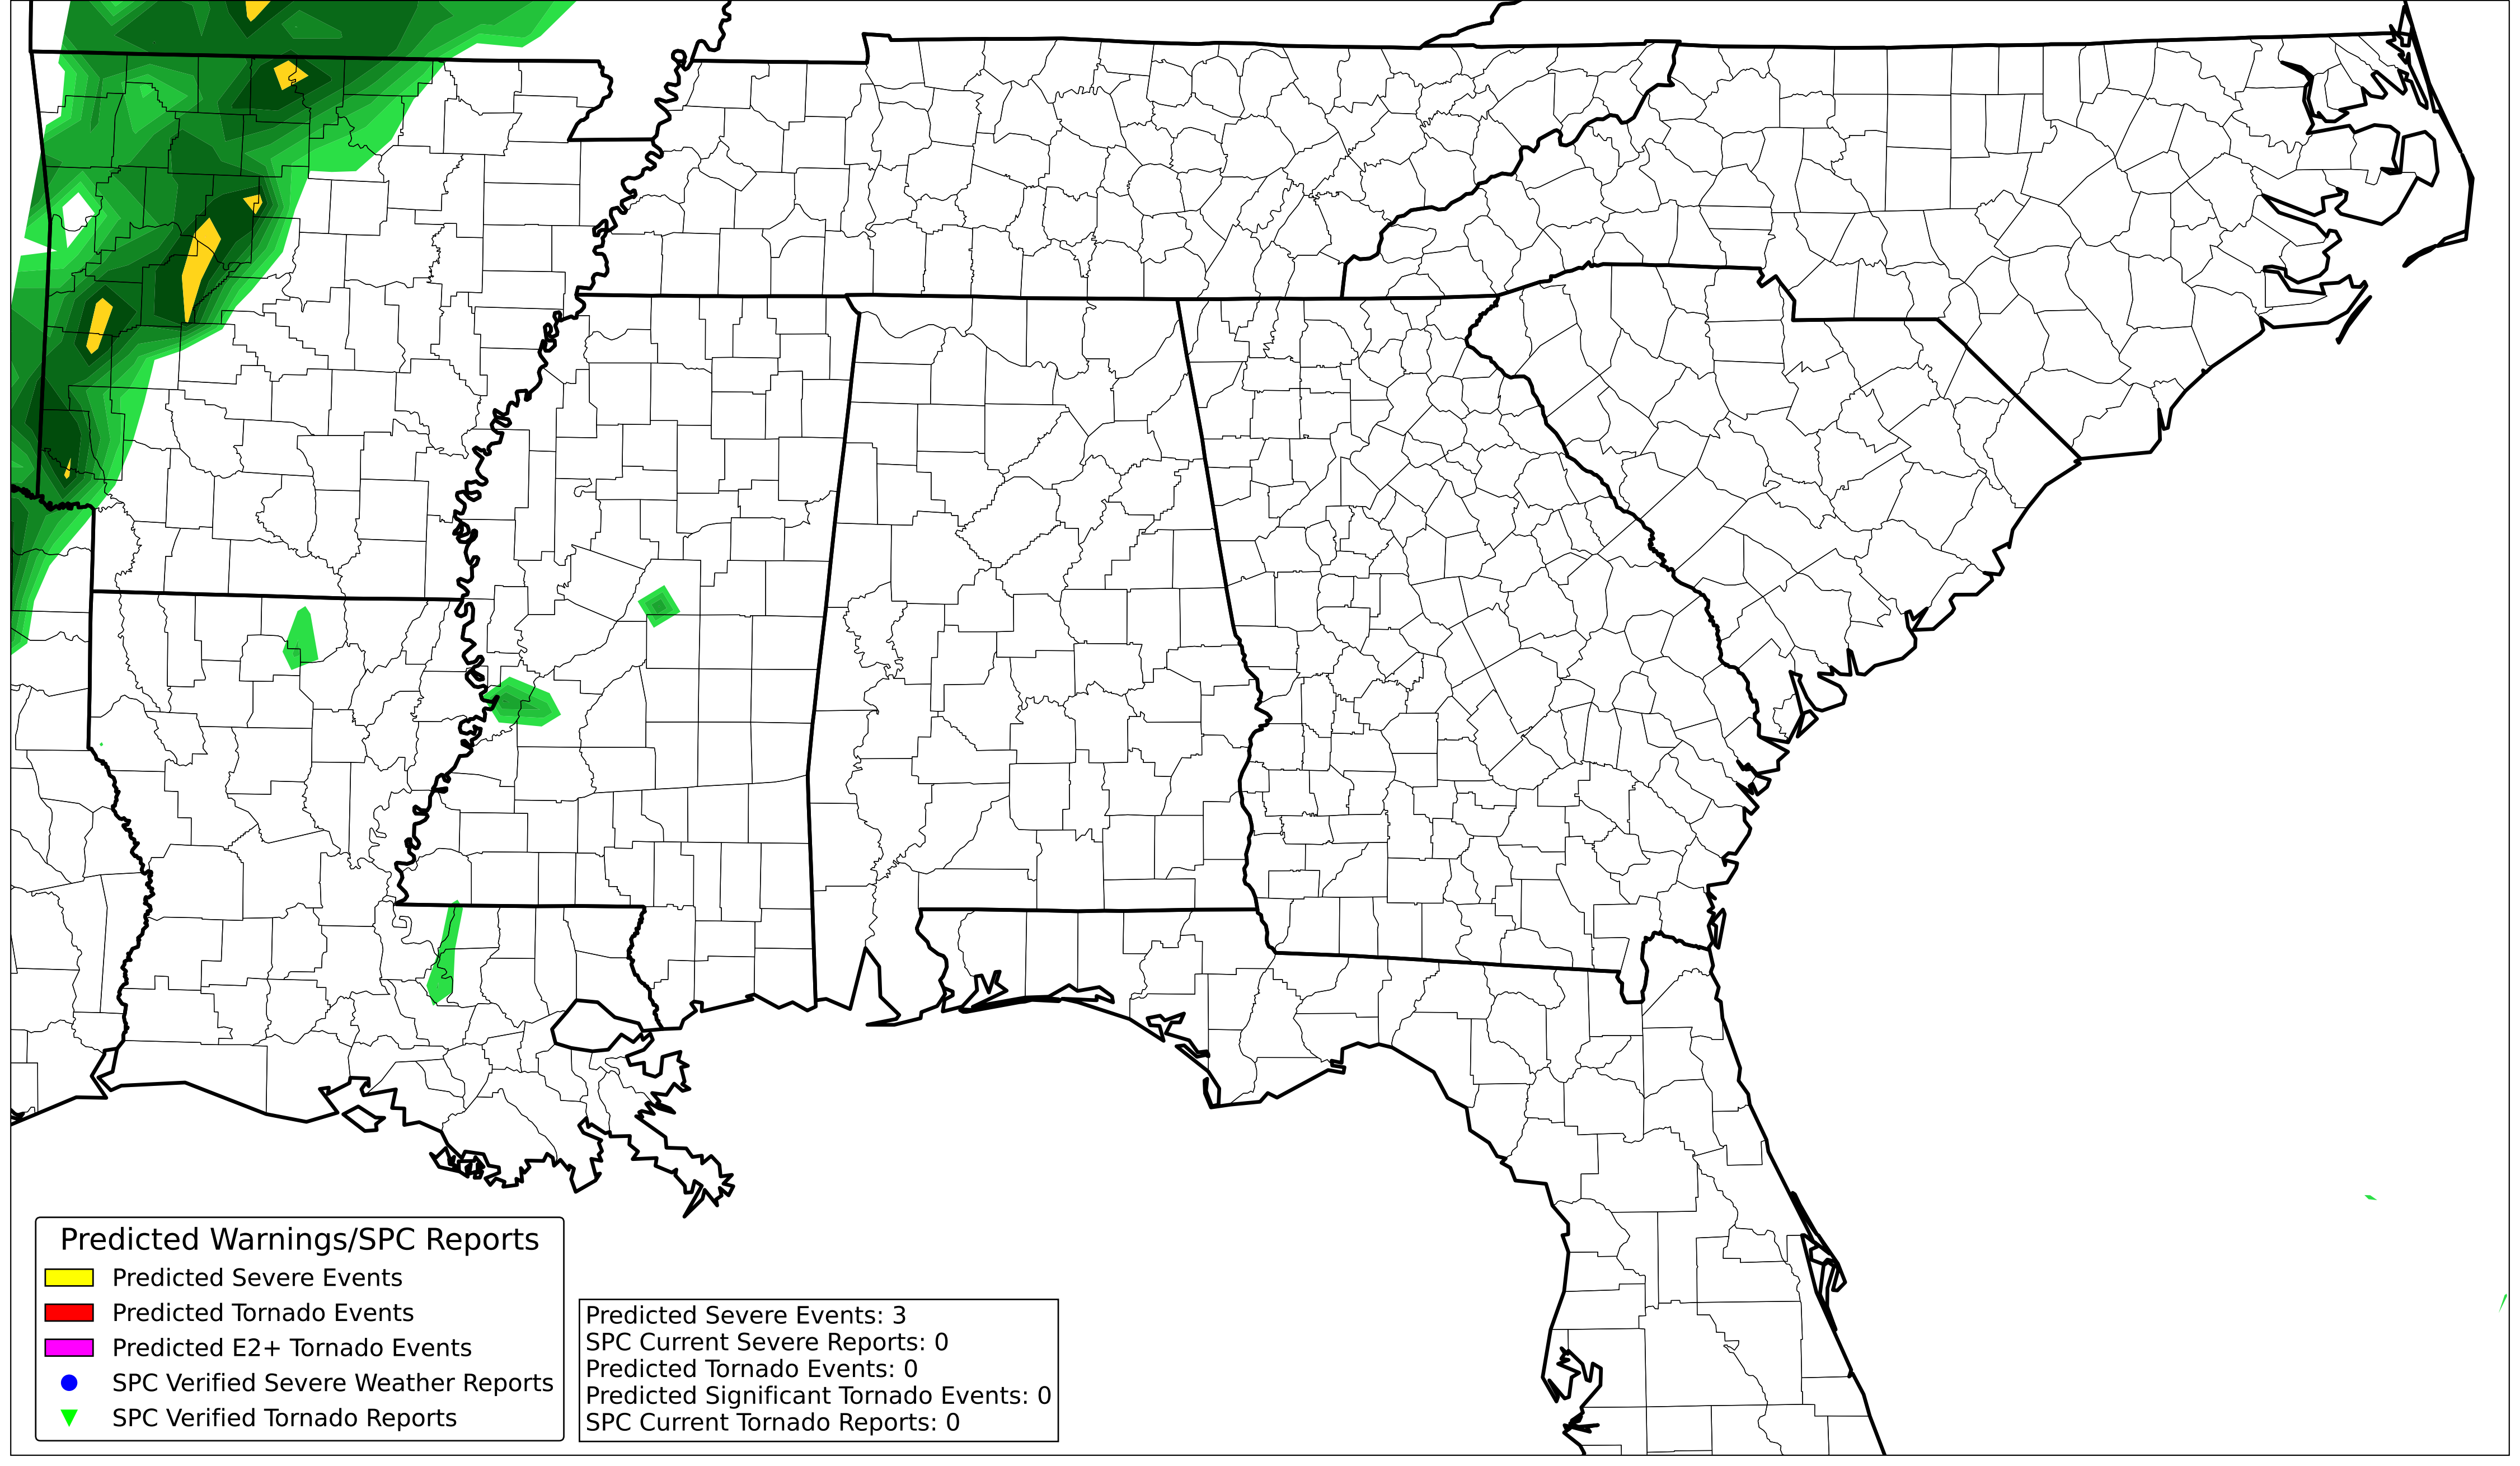 Predicted Warnings/SPC Reports
Predicted Severe Events
Predicted Tornado Events
Predicted E2+ Tornado Events
SPC Verified Severe Weather Reports
SPC Verified Tornado Reports
Predicted Severe Events: 3
SPC Current Severe Reports: 0
Predicted Tornado Events: 0
Predicted Significant Tornado Events: 0
SPC Current Tornado Reports: 0